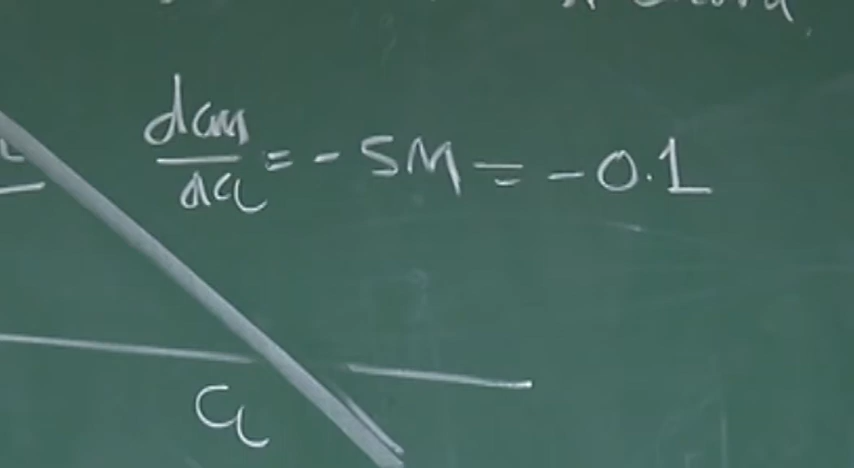 dCm/dCL = - SM = - 0.1
CL